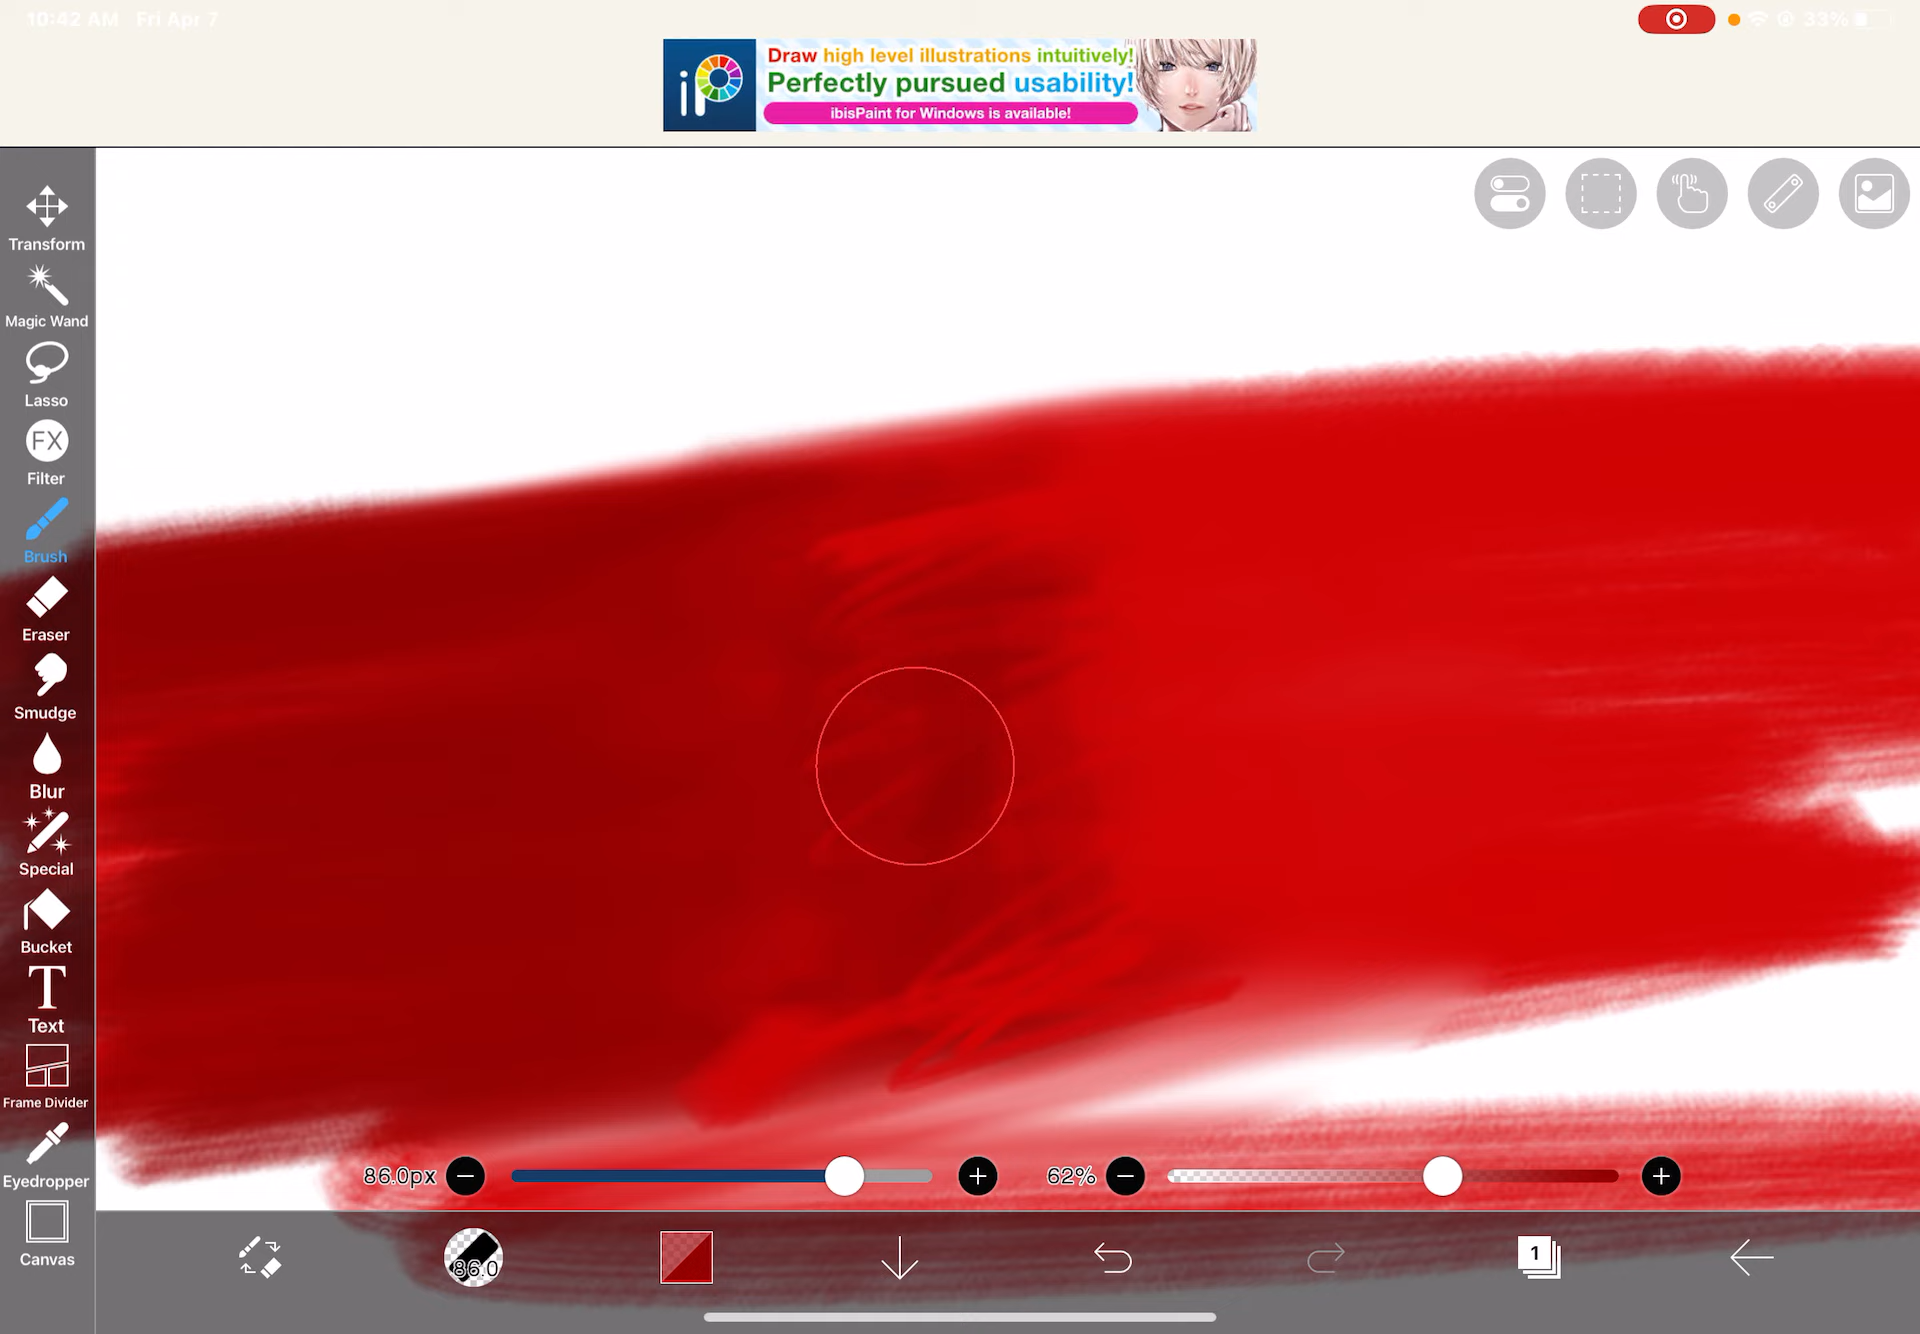 10:42 AM Fri Apr 7
33%
iP
Draw high level illustrations intuitively!
Perfectly pursued usability!
ibisPaint for Windows is available!
Transform
Magic Wand
Lasso
FX
Filter
Brush
Eraser
Smudge
Blur
Special
Bucket
T
Text
Frame Divider
Eyedropper
Canvas
86.0px
62%
86.0
1